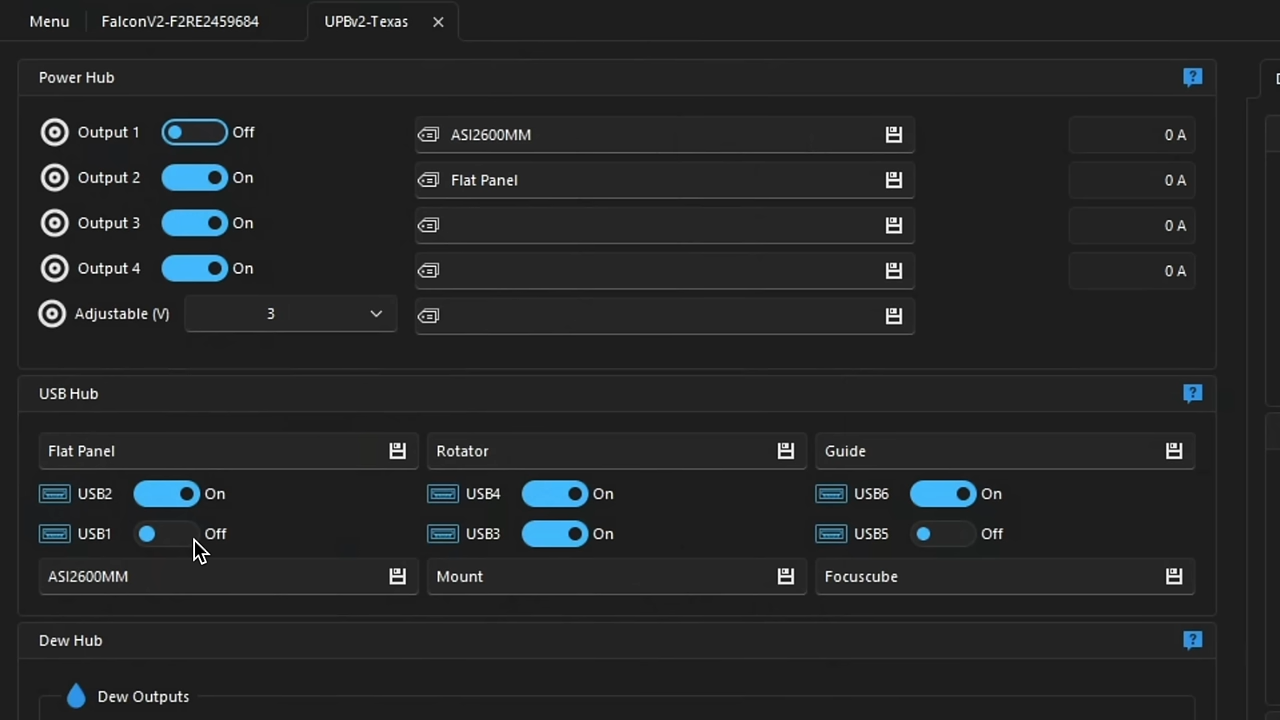 Menu FalconV2-F2RE2459684 UPBv2-Texas
Power Hub
Output 1 Off ASI2600MM 0 A
Output 2 On Flat Panel 0 A
Output 3 On 0 A
Output 4 On 0 A
Adjustable (V) 3
USB Hub
Flat Panel Rotator Guide
USB2 On USB4 On USB6 On
USB1 Off USB3 On USB5 Off
ASI2600MM Mount Focuscube
Dew Hub
Dew Outputs